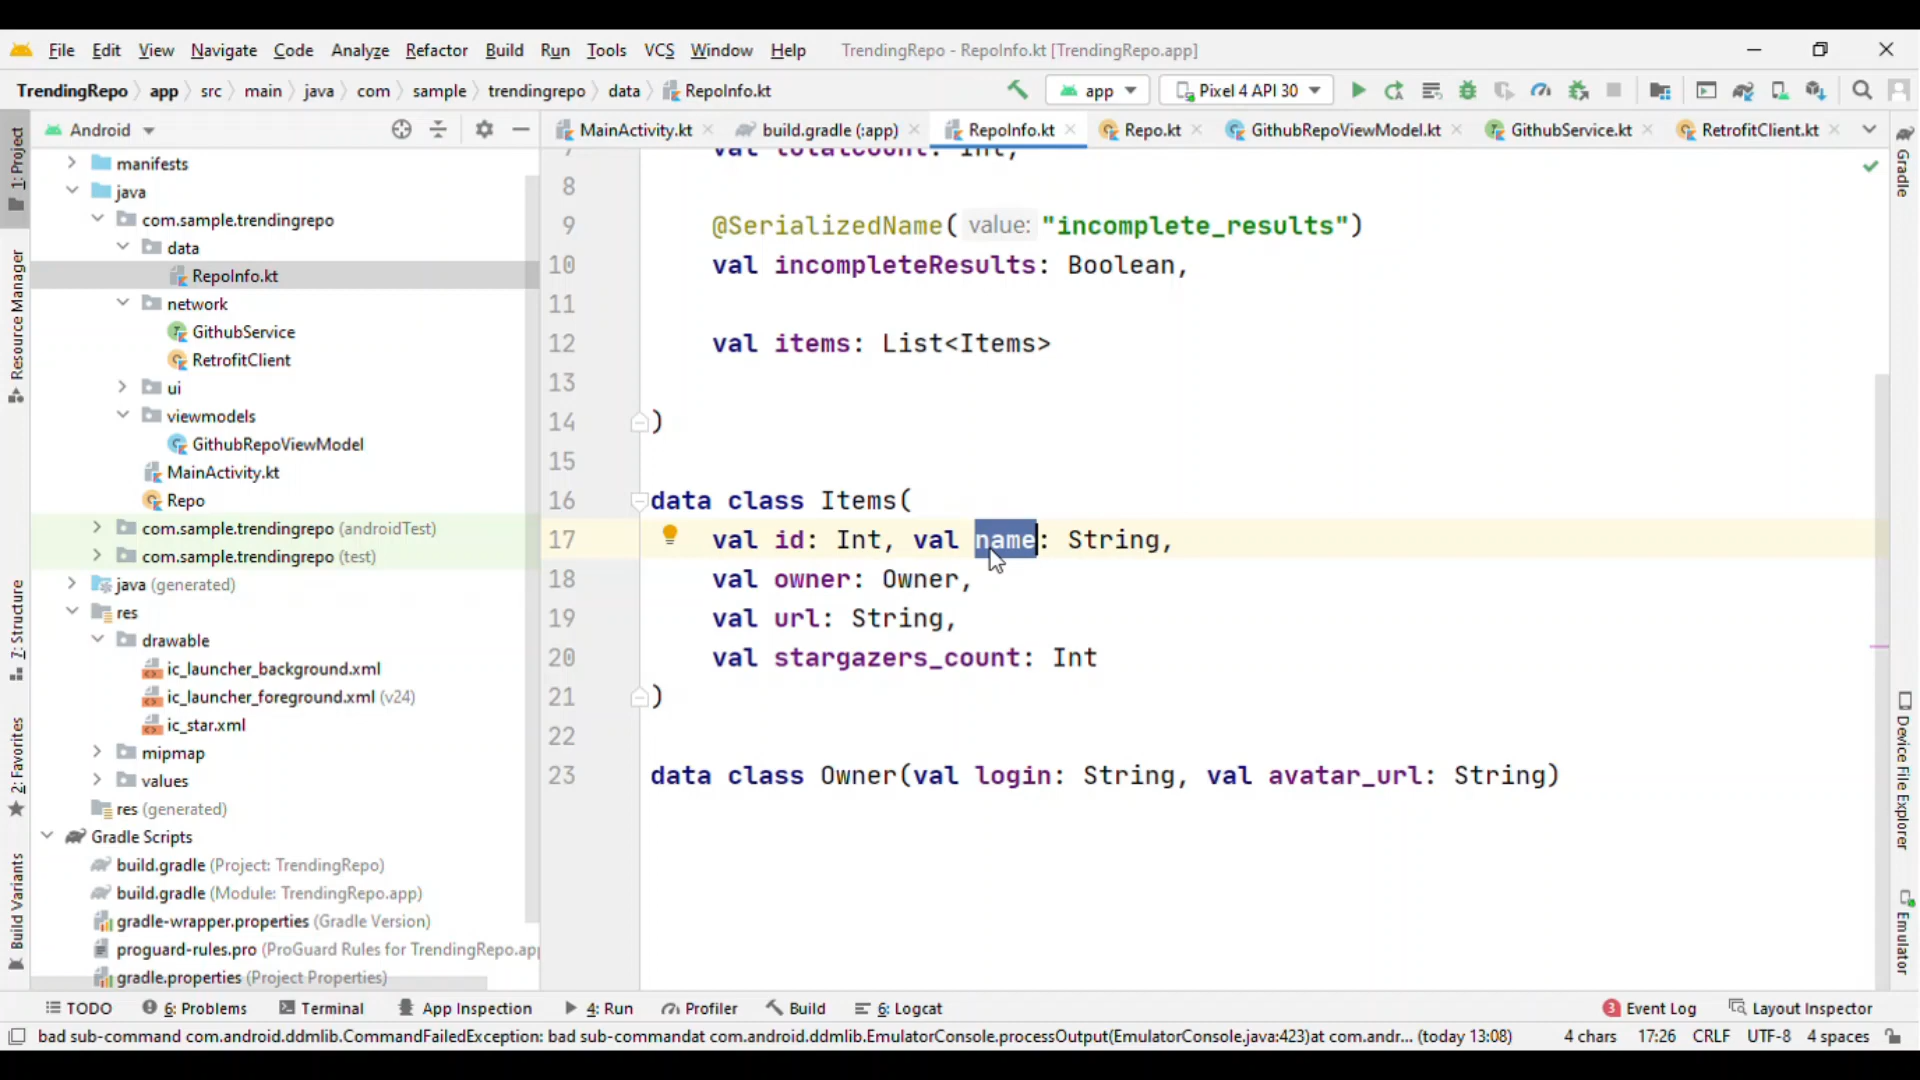 File Edit View Navigate Code Analyze Refactor Build Run Tools VCS Window Help TrendingRepo - RepoInfo.kt [TrendingRepo.app]
TrendingRepo app src main java com sample trendingrepo data RepoInfo.kt app Pixel 4 API 30
Android
MainActivity.kt build.gradle (:app) RepoInfo.kt Repo.kt GithubRepoViewModel.kt GithubService.kt RetrofitClient.kt
1: Project
Resource Manager
7: Structure
2: Favorites
Build Variants
manifests
java
com.sample.trendingrepo
data
RepoInfo.kt
network
GithubService
RetrofitClient
ui
viewmodels
GithubRepoViewModel
MainActivity.kt
Repo
com.sample.trendingrepo (androidTest)
com.sample.trendingrepo (test)
java (generated)
res
drawable
ic_launcher_background.xml
ic_launcher_foreground.xml (v24)
ic_star.xml
mipmap
values
res (generated)
Gradle Scripts
build.gradle (Project: TrendingRepo)
build.gradle (Module: TrendingRepo.app)
gradle-wrapper.properties (Gradle Version)
proguard-rules.pro (ProGuard Rules for TrendingRepo.app
gradle.properties (Project Properties)
7 val totalCount: Int,
8
9 @SerializedName( value: "incomplete_results")
10 val incompleteResults: Boolean,
11
12 val items: List<Items>
13
14 )
15
16 data class Items(
17 val id: Int, val name: String,
18 val owner: Owner,
19 val url: String,
20 val stargazers_count: Int
21 )
22
23 data class Owner(val login: String, val avatar_url: String)
Gradle
Device File Explorer
Emulator
TODO 6: Problems Terminal App Inspection 4: Run Profiler Build 6: Logcat 3 Event Log Layout Inspector
bad sub-command com.android.ddmlib.CommandFailedException: bad sub-commandat com.android.ddmlib.EmulatorConsole.processOutput(EmulatorConsole.java:423)at com.andr... (today 13:08) 4 chars 17:26 CRLF UTF-8 4 spaces